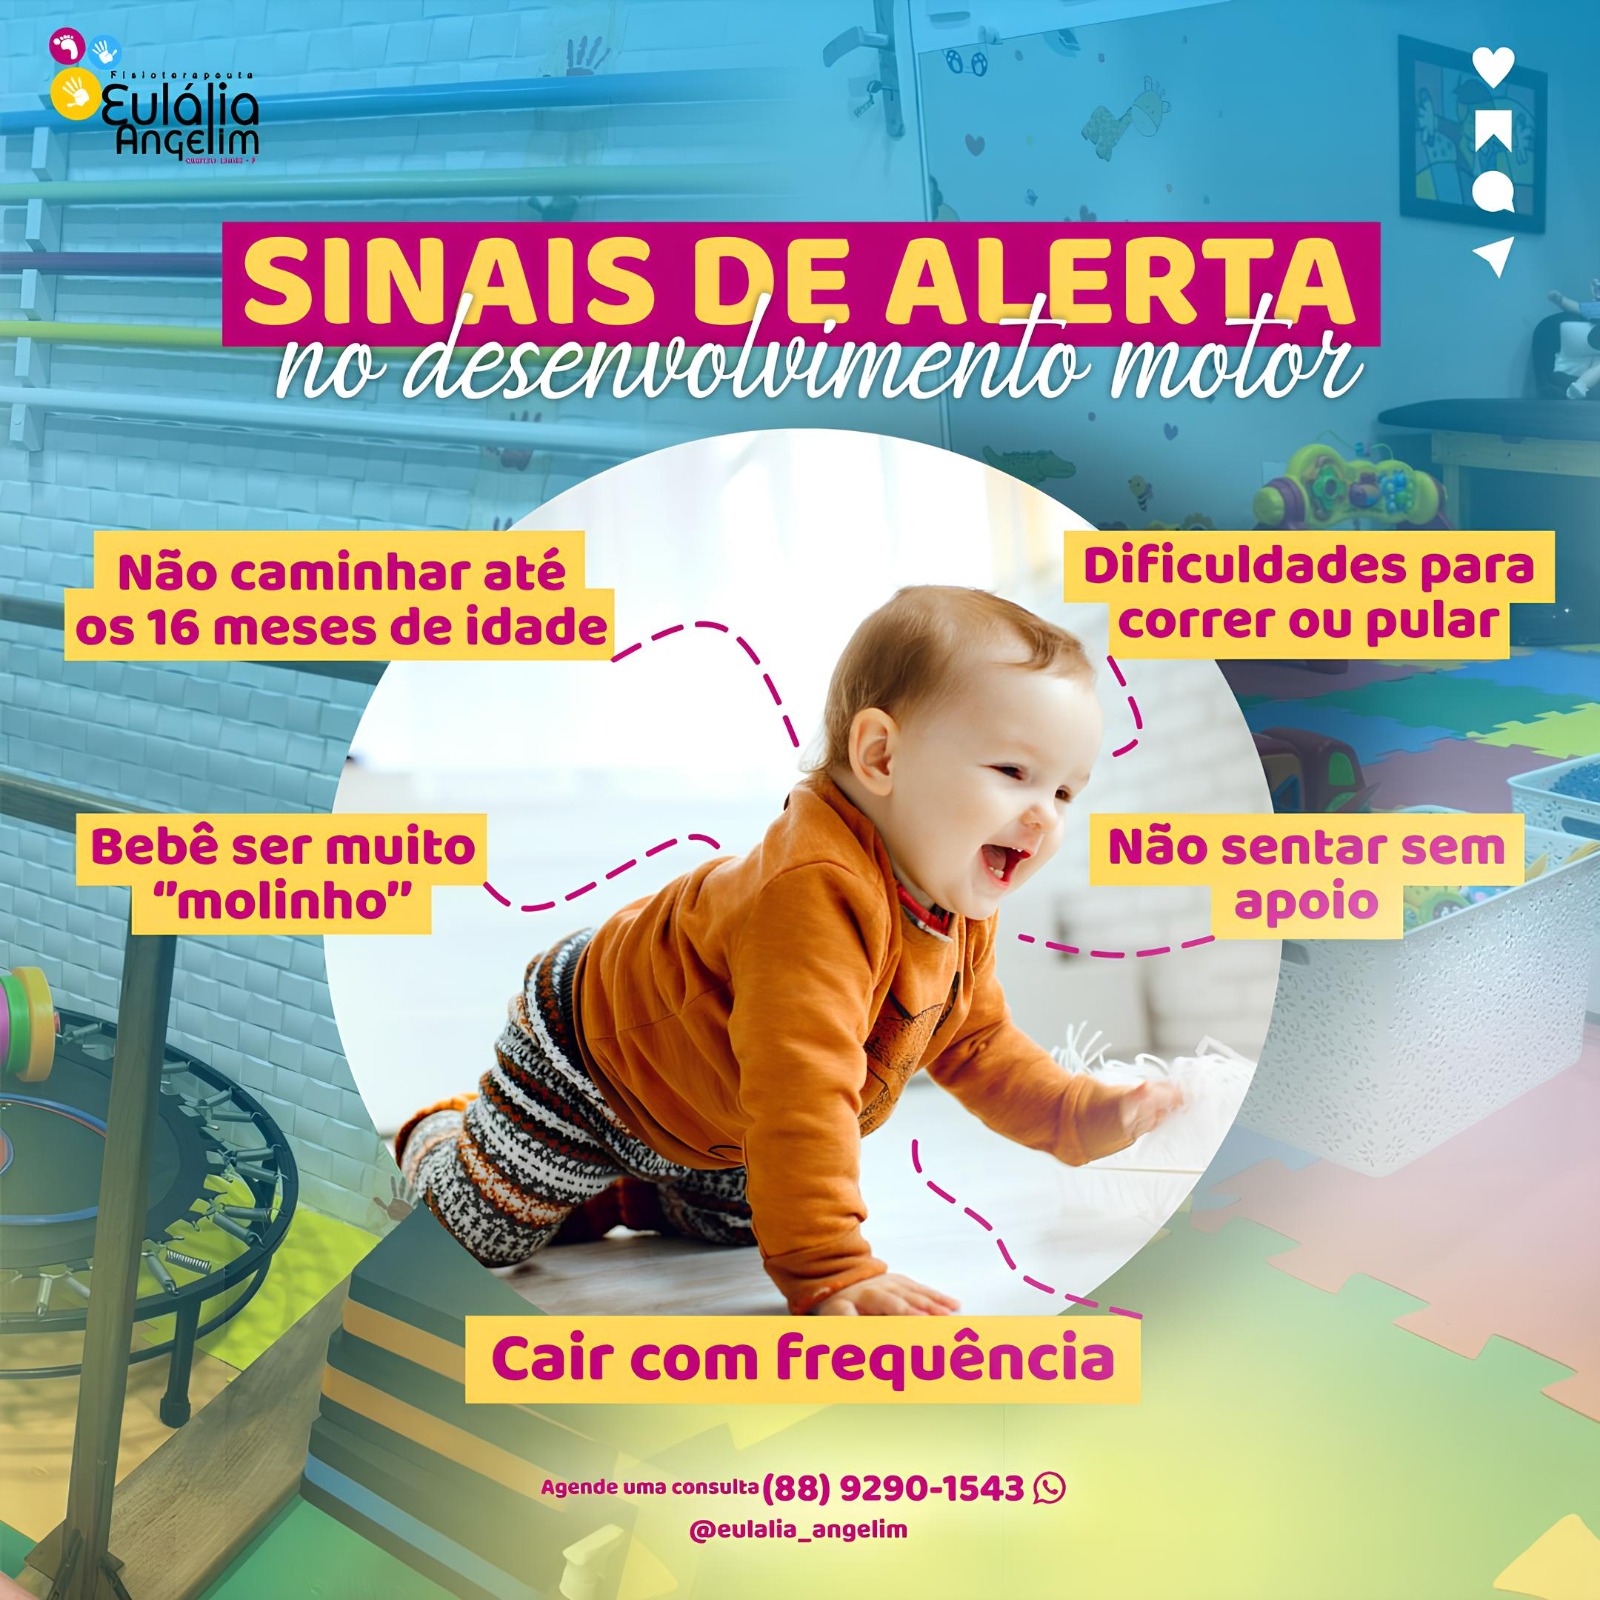 Fisioterapeuta
Eulália
Angelim
SINAIS DE ALERTA
no desenvolvimento motor
Não caminhar até
os 16 meses de idade
Dificuldades para
correr ou pular
Bebê ser muito
“molinho”
Não sentar sem
apoio
Cair com frequência
Agende uma consulta (88) 9290-1543
@eulalia_angelim